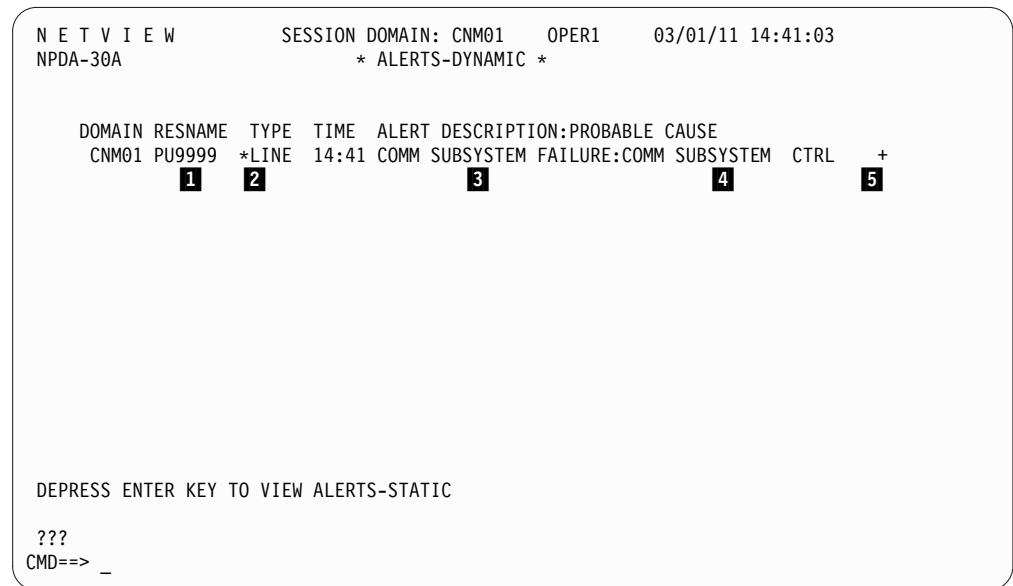 N E T V I E W SESSION DOMAIN: CNM01 OPER1 03/01/11 14:41:03
NPDA-30A * ALERTS-DYNAMIC *
DOMAIN RESNAME TYPE TIME ALERT DESCRIPTION:PROBABLE CAUSE
CNM01 PU9999 *LINE 14:41 COMM SUBSYSTEM FAILURE:COMM SUBSYSTEM CTRL +
1 2 3 4 5
DEPRESS ENTER KEY TO VIEW ALERTS-STATIC
???
CMD==> _